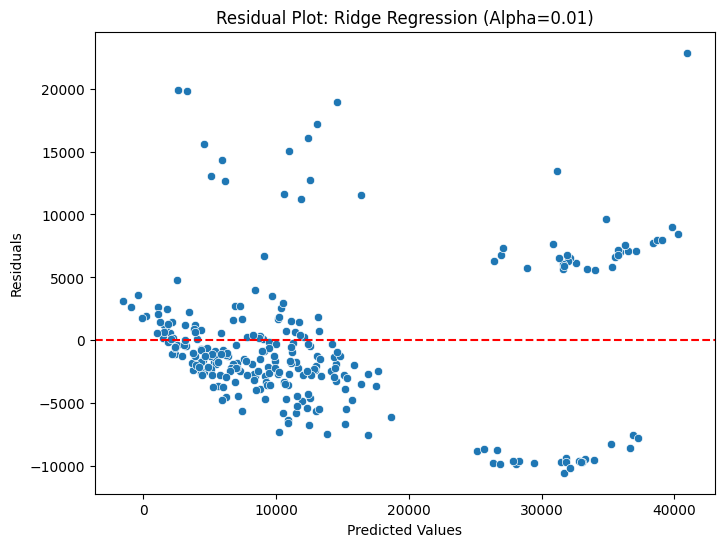 Residual Plot: Ridge Regression (Alpha=0.01)
Residuals
20000
15000
10000
5000
0
−5000
−10000
0 10000 20000 30000 40000
Predicted Values